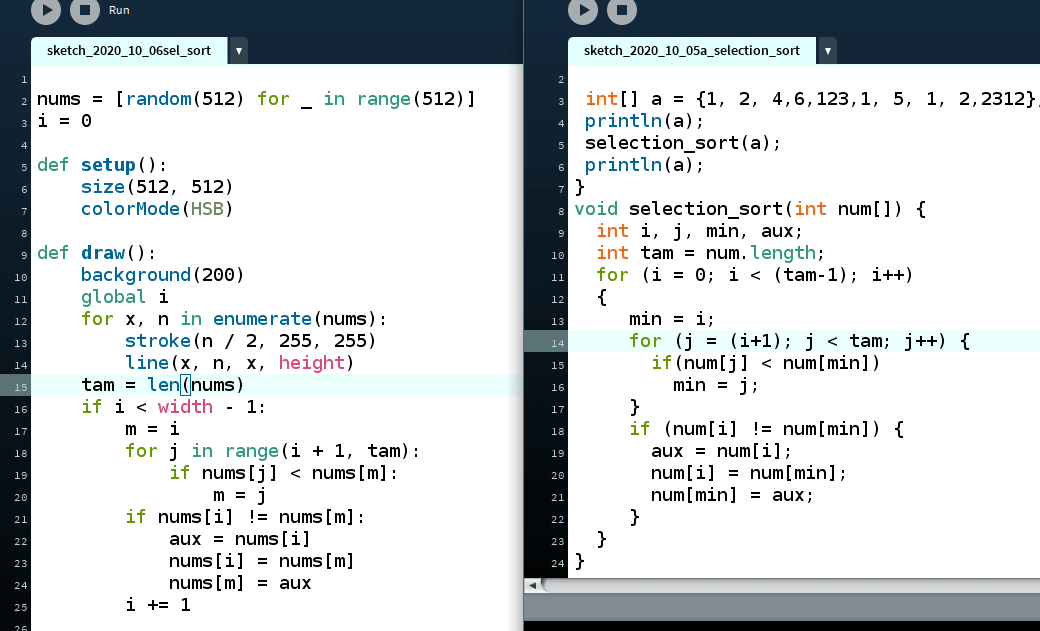 Run
sketch_2020_10_06sel_sort ▼
1
2 nums = [random(512) for _ in range(512)]
3 i = 0
4
5 def setup():
6     size(512, 512)
7     colorMode(HSB)
8
9 def draw():
10     background(200)
11     global i
12     for x, n in enumerate(nums):
13         stroke(n / 2, 255, 255)
14         line(x, n, x, height)
15     tam = len(nums)
16     if i < width - 1:
17         m = i
18         for j in range(i + 1, tam):
19             if nums[j] < nums[m]:
20                 m = j
21         if nums[i] != nums[m]:
22             aux = nums[i]
23             nums[i] = nums[m]
24             nums[m] = aux
25         i += 1
26
sketch_2020_10_05a_selection_sort ▼
2
3  int[] a = {1, 2, 4,6,123,1, 5, 1, 2,2312}
4  println(a);
5  selection_sort(a);
6  println(a);
7 }
8 void selection_sort(int num[]) {
9   int i, j, min, aux;
10   int tam = num.length;
11   for (i = 0; i < (tam-1); i++)
12   {
13      min = i;
14      for (j = (i+1); j < tam; j++) {
15        if(num[j] < num[min])
16          min = j;
17      }
18      if (num[i] != num[min]) {
19        aux = num[i];
20        num[i] = num[min];
21        num[min] = aux;
22      }
23   }
24 }